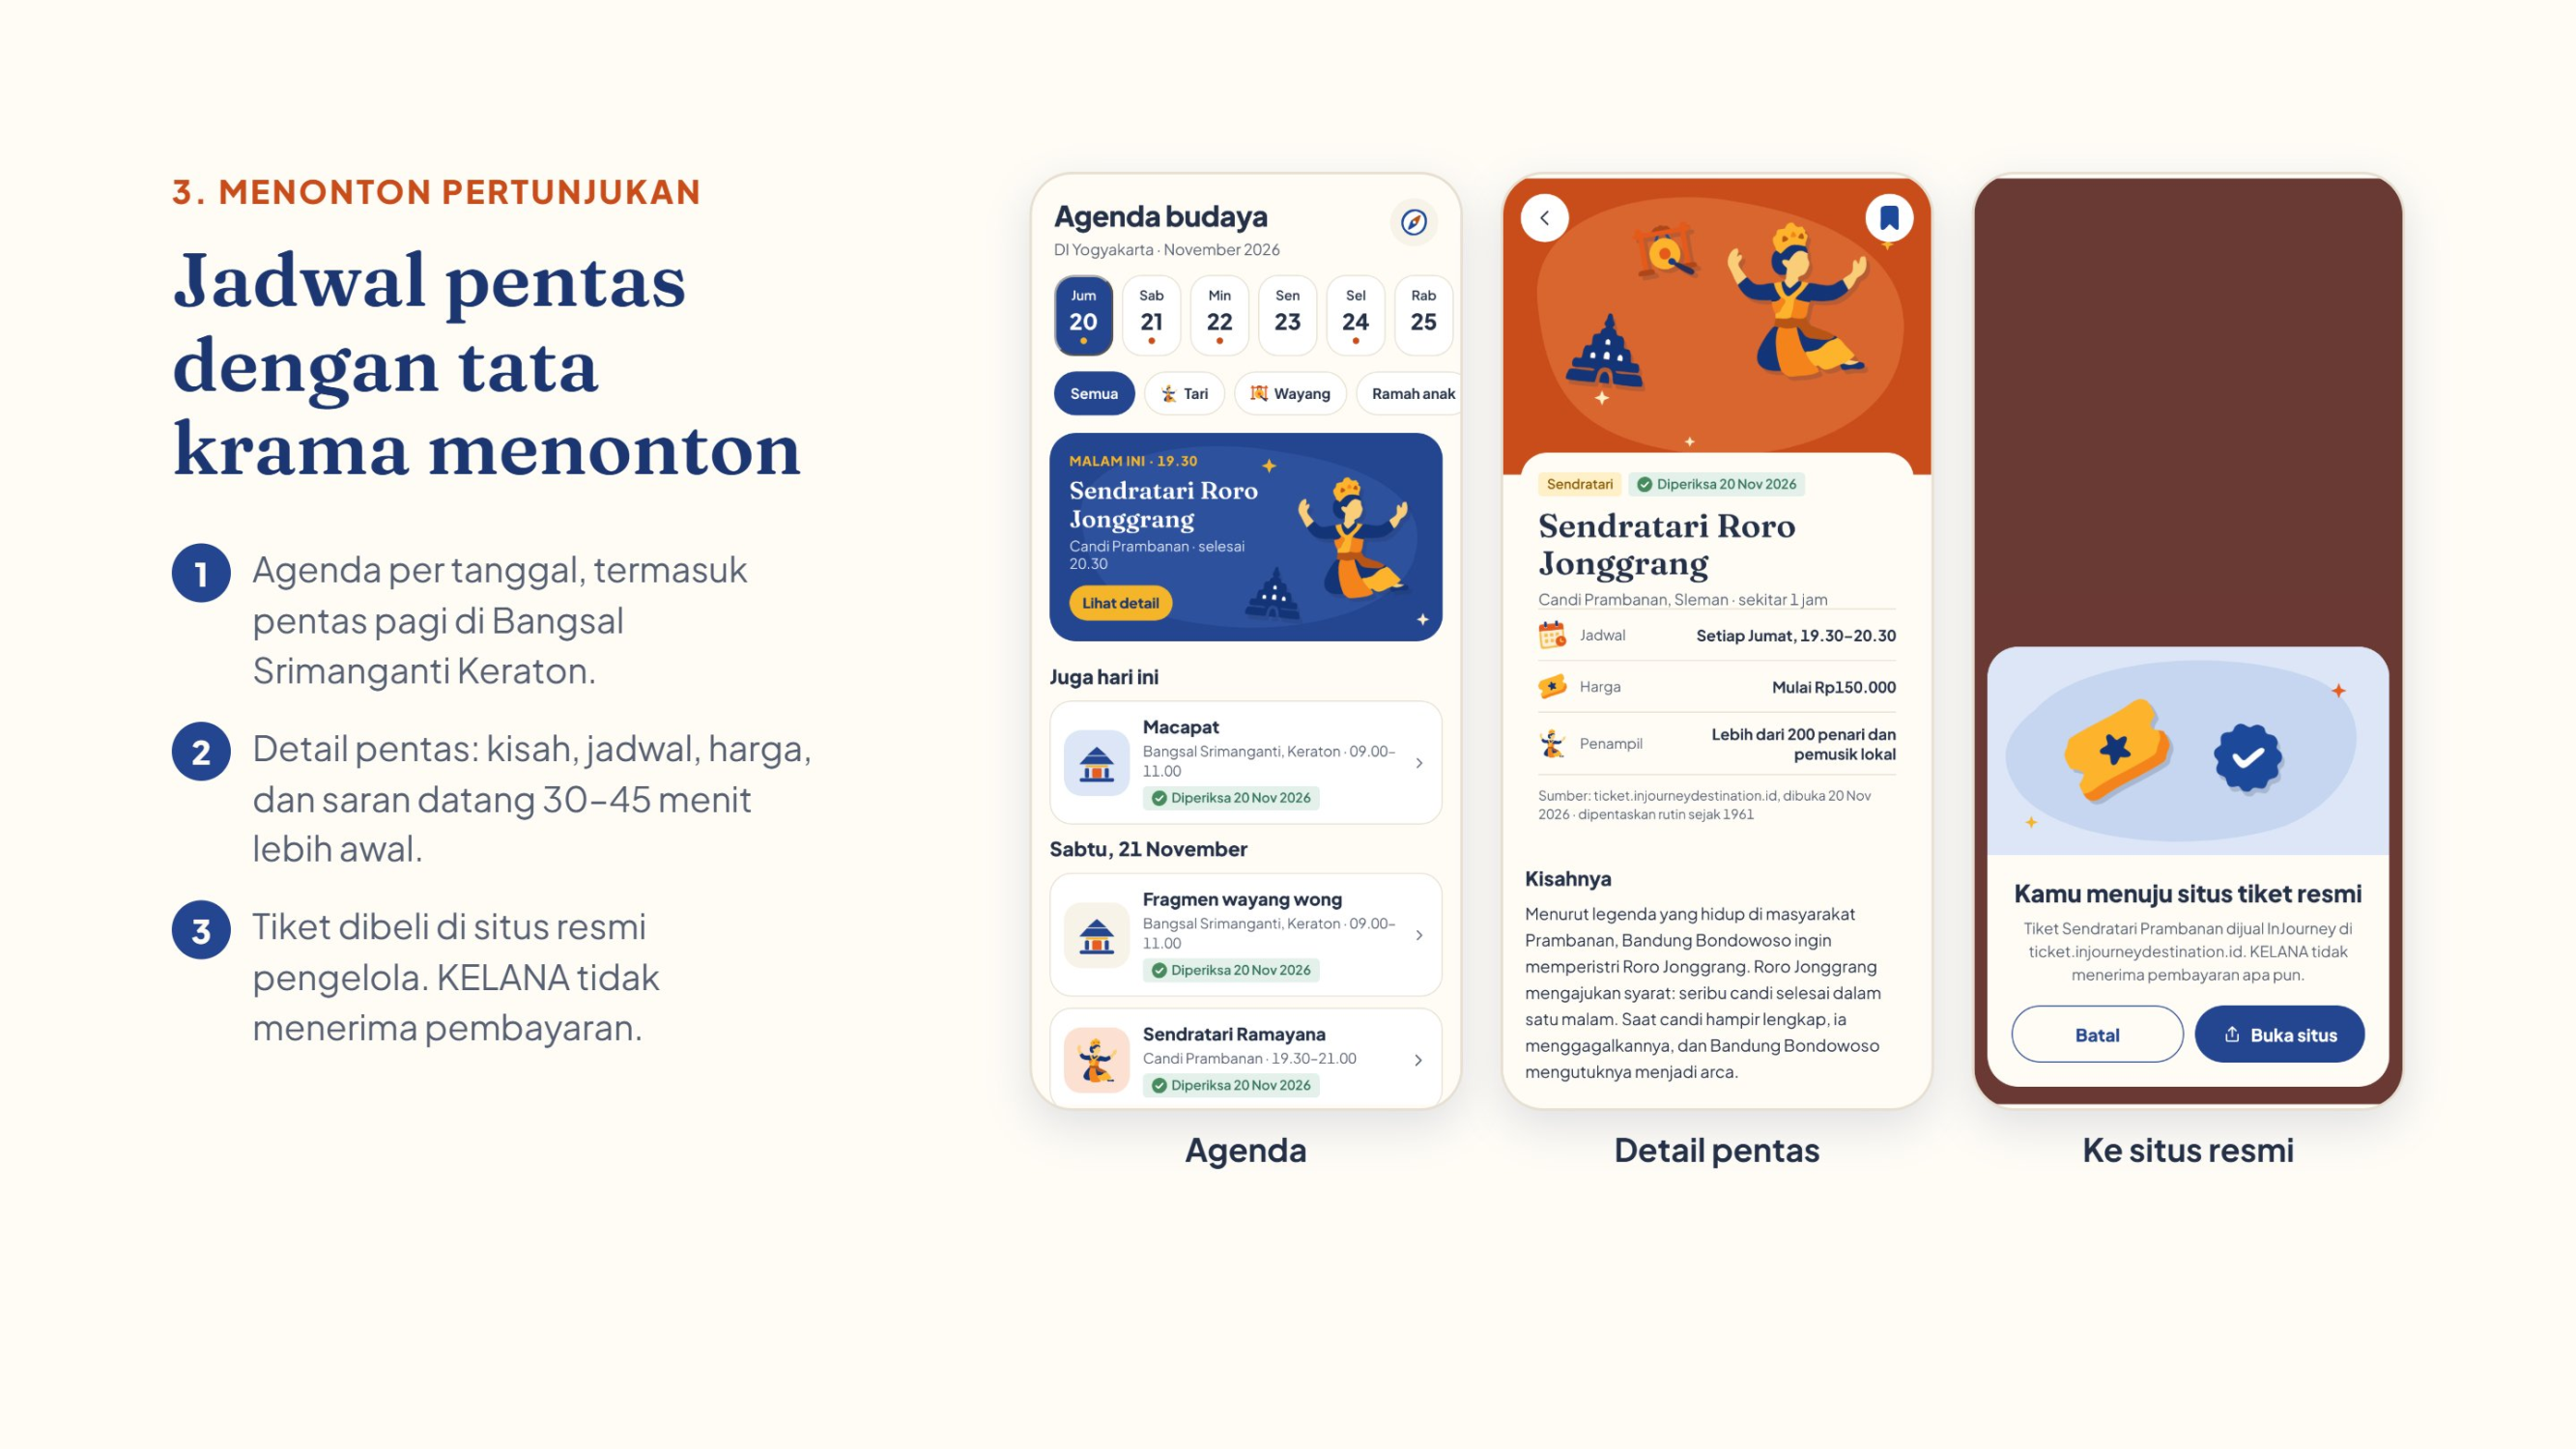 3. MENONTON PERTUNJUKAN
Jadwal pentas
dengan tata
krama menonton
1
Agenda per tanggal, termasuk
pentas pagi di Bangsal
Srimanganti Keraton.
2
Detail pentas: kisah, jadwal, harga,
dan saran datang 30–45 menit
lebih awal.
3
Tiket dibeli di situs resmi
pengelola. KELANA tidak
menerima pembayaran.
Agenda budaya
DI Yogyakarta · November 2026
Jum Sab Min Sen Sel Rab
20 21 22 23 24 25
Semua Tari Wayang Ramah anak
MALAM INI · 19.30
Sendratari Roro
Jonggrang
Candi Prambanan · selesai
20.30
Lihat detail
Juga hari ini
Macapat
Bangsal Srimanganti, Keraton · 09.00–
11.00
Diperiksa 20 Nov 2026
Sabtu, 21 November
Fragmen wayang wong
Bangsal Srimanganti, Keraton · 09.00–
11.00
Diperiksa 20 Nov 2026
Sendratari Ramayana
Candi Prambanan · 19.30–21.00
Diperiksa 20 Nov 2026
Agenda
Sendratari Diperiksa 20 Nov 2026
Sendratari Roro
Jonggrang
Candi Prambanan, Sleman · sekitar 1 jam
Jadwal Setiap Jumat, 19.30–20.30
Harga Mulai Rp150.000
Penampil Lebih dari 200 penari dan
pemusik lokal
Sumber: ticket.injourneydestination.id, dibuka 20 Nov
2026 · dipentaskan rutin sejak 1961
Kisahnya
Menurut legenda yang hidup di masyarakat
Prambanan, Bandung Bondowoso ingin
memperistri Roro Jonggrang. Roro Jonggrang
mengajukan syarat: seribu candi selesai dalam
satu malam. Saat candi hampir lengkap, ia
menggagalkannya, dan Bandung Bondowoso
mengutuknya menjadi arca.
Detail pentas
Kamu menuju situs tiket resmi
Tiket Sendratari Prambanan dijual InJourney di
ticket.injourneydestination.id. KELANA tidak
menerima pembayaran apa pun.
Batal Buka situs
Ke situs resmi